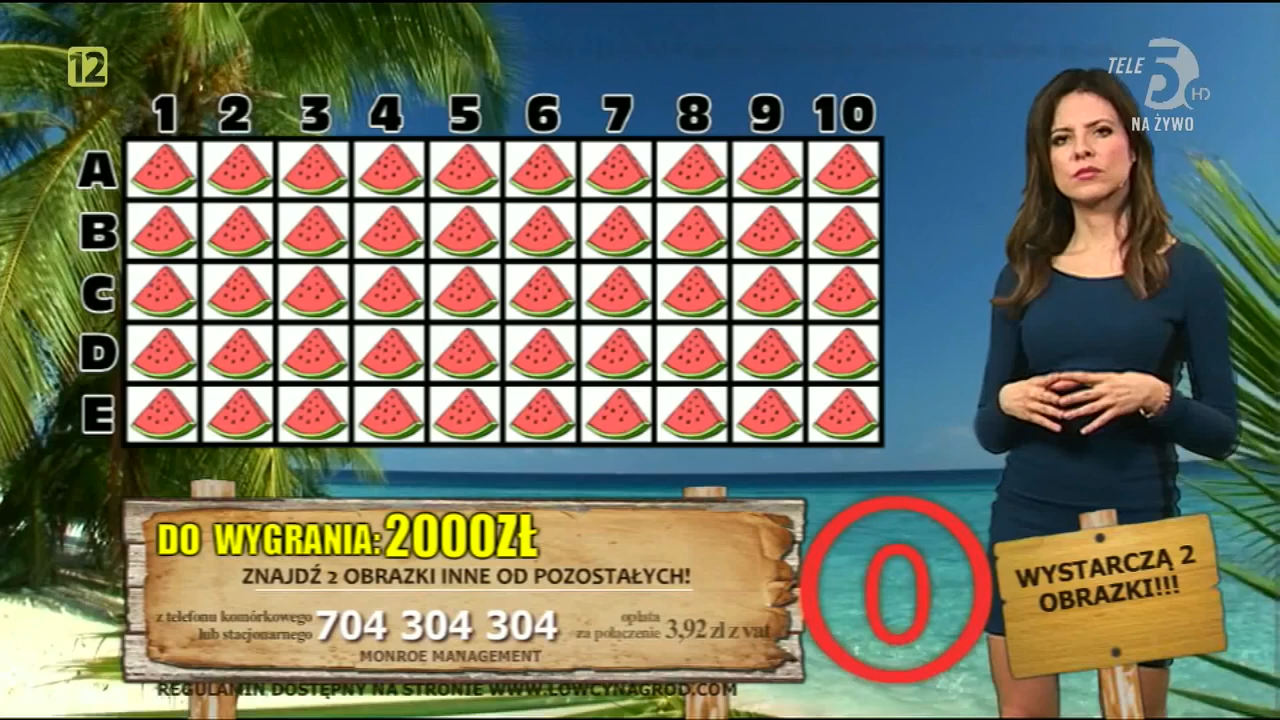 12
TELE 5 HD
NA ŻYWO
1 2 3 4 5 6 7 8 9 10
A
B
C
D
E
DO WYGRANIA: 2000ZŁ
ZNAJDŹ 2 OBRAZKI INNE OD POZOSTAŁYCH!
z telefonu komórkowego
lub stacjonarnego
704 304 304
opłata
za połączenie 3,92 zł z vat
MONROE MANAGEMENT
REGULAMIN DOSTĘPNY NA STRONIE WWW.LOWCYNAGROD.COM
0
WYSTARCZĄ 2
OBRAZKI!!!